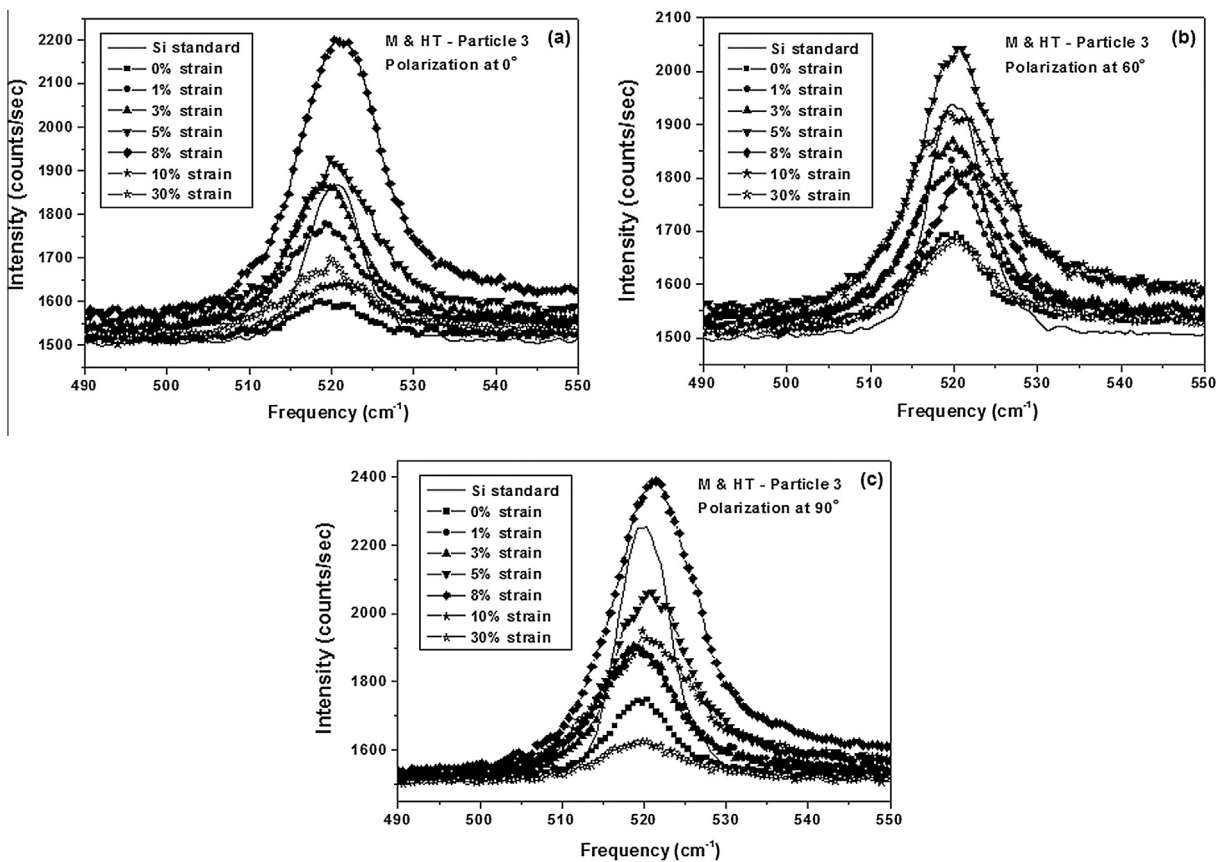 (a)
M & HT - Particle 3
Polarization at 0°
Si standard
0% strain
1% strain
3% strain
5% strain
8% strain
10% strain
30% strain
Intensity (counts/sec)
2200
2100
2000
1900
1800
1700
1600
1500
490 500 510 520 530 540 550
Frequency (cm⁻¹)
(b)
M & HT - Particle 3
Polarization at 60°
Si standard
0% strain
1% strain
3% strain
5% strain
8% strain
10% strain
30% strain
Intensity (counts/sec)
2100
2000
1900
1800
1700
1600
1500
490 500 510 520 530 540 550
Frequency (cm⁻¹)
(c)
M & HT - Particle 3
Polarization at 90°
Si standard
0% strain
1% strain
3% strain
5% strain
8% strain
10% strain
30% strain
Intensity (counts/sec)
2400
2200
2000
1800
1600
490 500 510 520 530 540 550
Frequency (cm⁻¹)